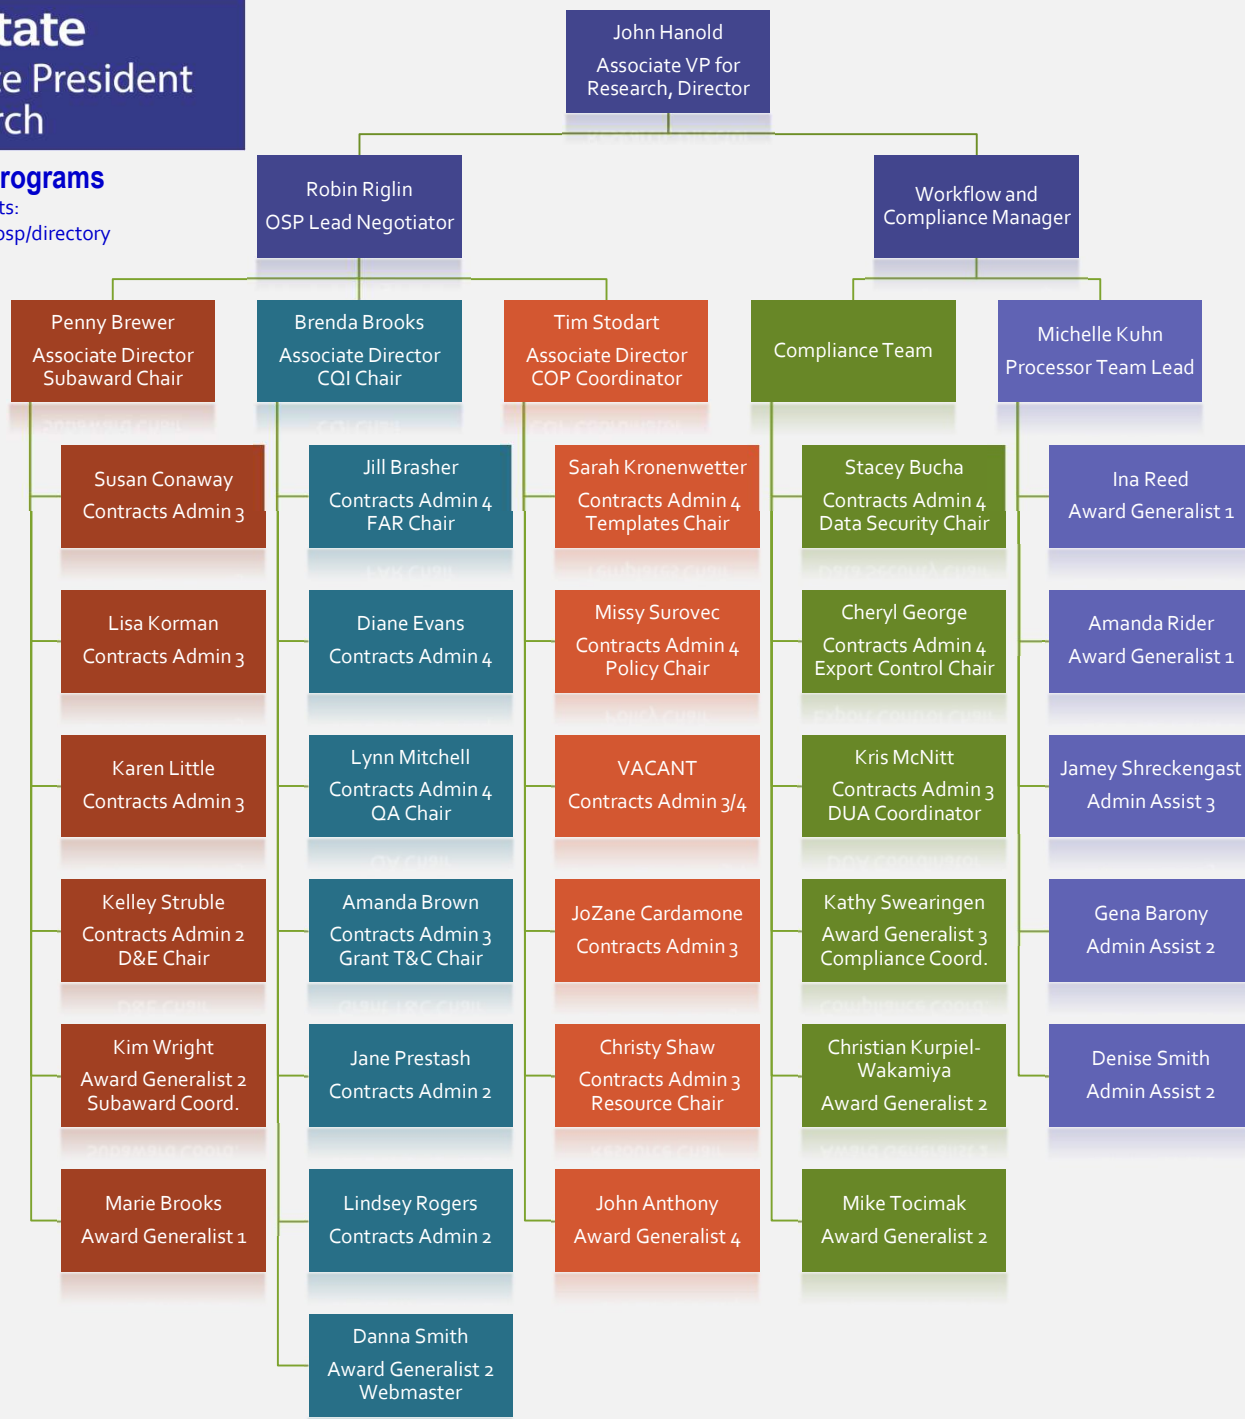 tate
te President
rch
rograms
ts:
osp/directory
John Hanold
Associate VP for
Research, Director
Robin Riglin
OSP Lead Negotiator
Workflow and
Compliance Manager
Penny Brewer
Associate Director
Subaward Chair
Brenda Brooks
Associate Director
CQI Chair
Tim Stodart
Associate Director
COP Coordinator
Compliance Team
Michelle Kuhn
Processor Team Lead
Susan Conaway
Contracts Admin 3
Jill Brasher
Contracts Admin 4
FAR Chair
Sarah Kronenwetter
Contracts Admin 4
Templates Chair
Stacey Bucha
Contracts Admin 4
Data Security Chair
Ina Reed
Award Generalist 1
Lisa Korman
Contracts Admin 3
Diane Evans
Contracts Admin 4
Missy Surovec
Contracts Admin 4
Policy Chair
Cheryl George
Contracts Admin 4
Export Control Chair
Amanda Rider
Award Generalist 1
Karen Little
Contracts Admin 3
Lynn Mitchell
Contracts Admin 4
QA Chair
VACANT
Contracts Admin 3/4
Kris McNitt
Contracts Admin 3
DUA Coordinator
Jamey Shreckengast
Admin Assist 3
Kelley Struble
Contracts Admin 2
D&E Chair
Amanda Brown
Contracts Admin 3
Grant T&C Chair
JoZane Cardamone
Contracts Admin 3
Kathy Swearingen
Award Generalist 3
Compliance Coord.
Gena Barony
Admin Assist 2
Kim Wright
Award Generalist 2
Subaward Coord.
Jane Prestash
Contracts Admin 2
Christy Shaw
Contracts Admin 3
Resource Chair
Christian Kurpiel-
Wakamiya
Award Generalist 2
Denise Smith
Admin Assist 2
Marie Brooks
Award Generalist 1
Lindsey Rogers
Contracts Admin 2
John Anthony
Award Generalist 4
Mike Tocimak
Award Generalist 2
Danna Smith
Award Generalist 2
Webmaster